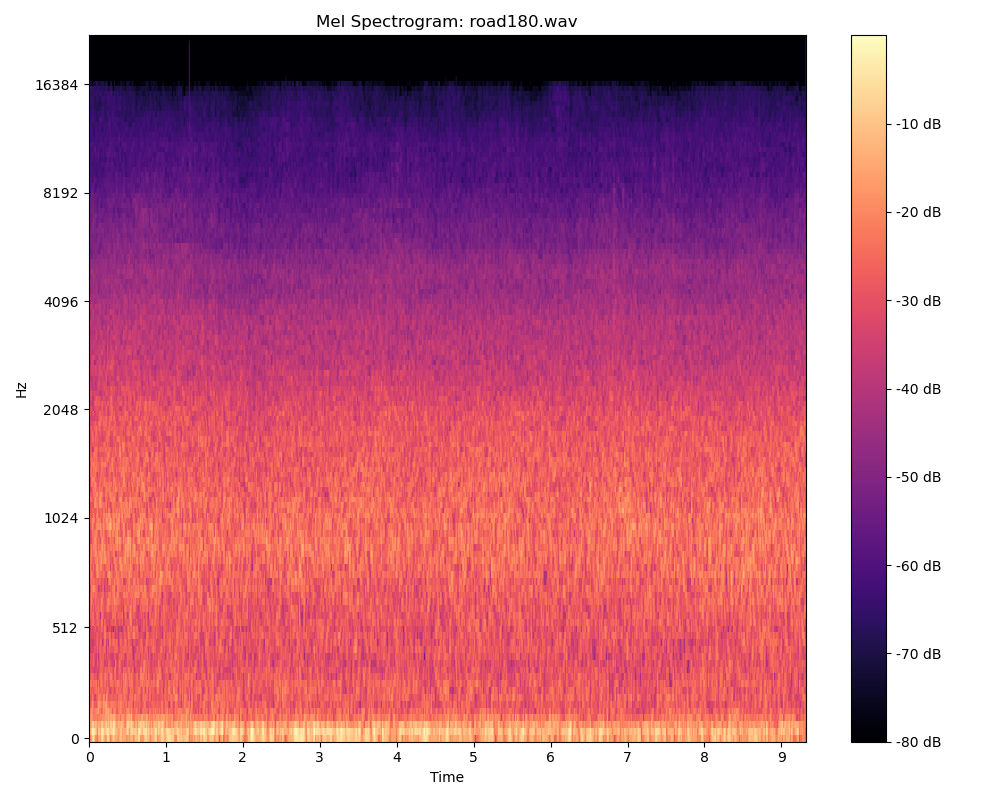 Mel Spectrogram: road180.wav
16384
8192
4096
2048
1024
512
0
Hz
0 1 2 3 4 5 6 7 8 9
Time
-10 dB
-20 dB
-30 dB
-40 dB
-50 dB
-60 dB
-70 dB
-80 dB